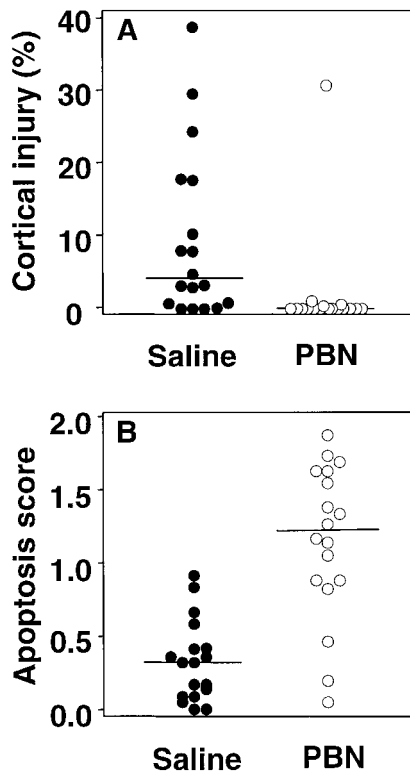 A
Cortical injury (%)
40
30
20
10
0
Saline PBN
B
Apoptosis score
2.0
1.5
1.0
0.5
0.0
Saline PBN